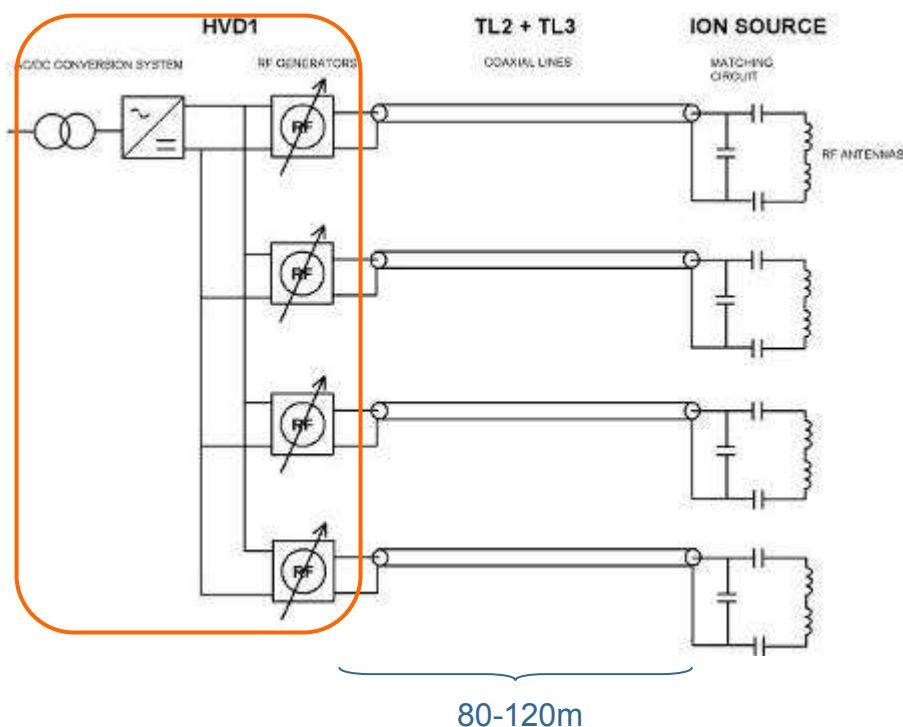 HVD1
TL2 + TL3
ION SOURCE
AC/DC CONVERSION SYSTEM
RF GENERATORS
COAXIAL LINES
MATCHING
CIRCUIT
RF
RF ANTENNAS
RF
RF
RF
80-120m